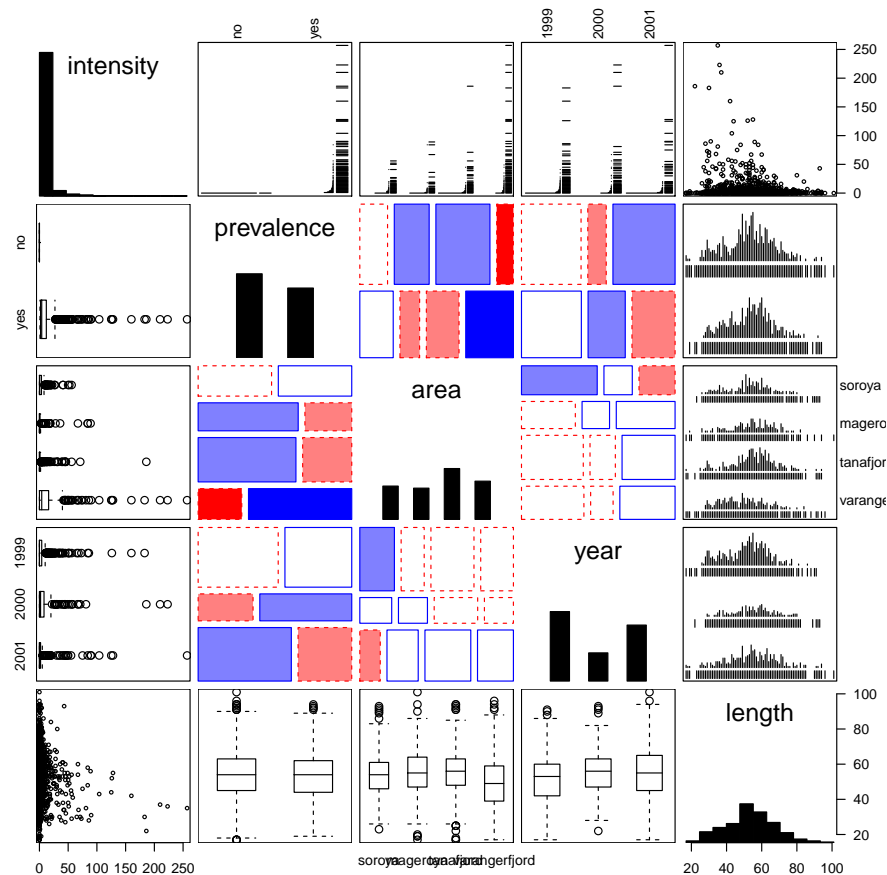 no yes 1999 2000 2001
intensity
0 50 100 150 200 250
prevalence
no yes
area
soroya
magero
tanafjor
varange
year
1999 2000 2001
length
20 40 60 80 100
0 50 100 150 250
soroya
varangerfjord
20 40 60 80 100